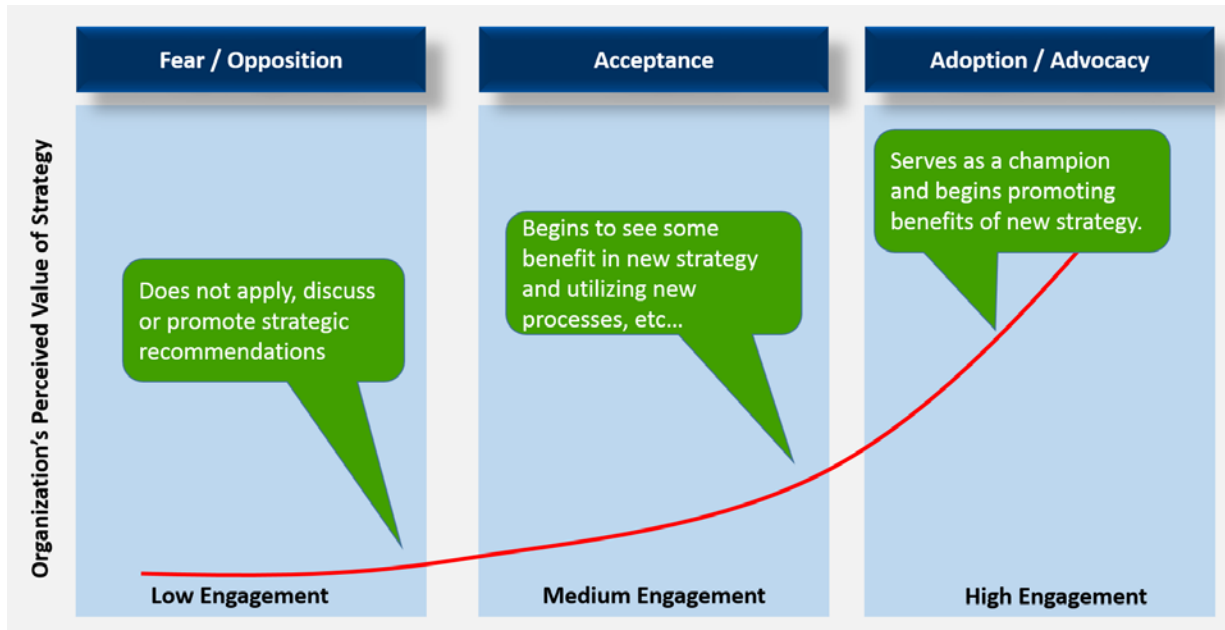 Fear / Opposition
Acceptance
Adoption / Advocacy
Organization's Perceived Value of Strategy
Does not apply, discuss
or promote strategic
recommendations
Begins to see some
benefit in new strategy
and utilizing new
processes, etc...
Serves as a champion
and begins promoting
benefits of new strategy.
Low Engagement
Medium Engagement
High Engagement